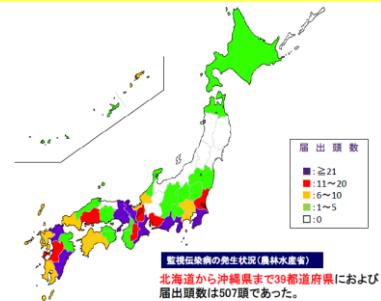 届出頭数
:≧21
:11～20
:6～10
:1～5
:0
監視伝染病の発生状況(農林水産省)
北海道から沖縄県まで39都道府県におよび
届出頭数は507頭であった。